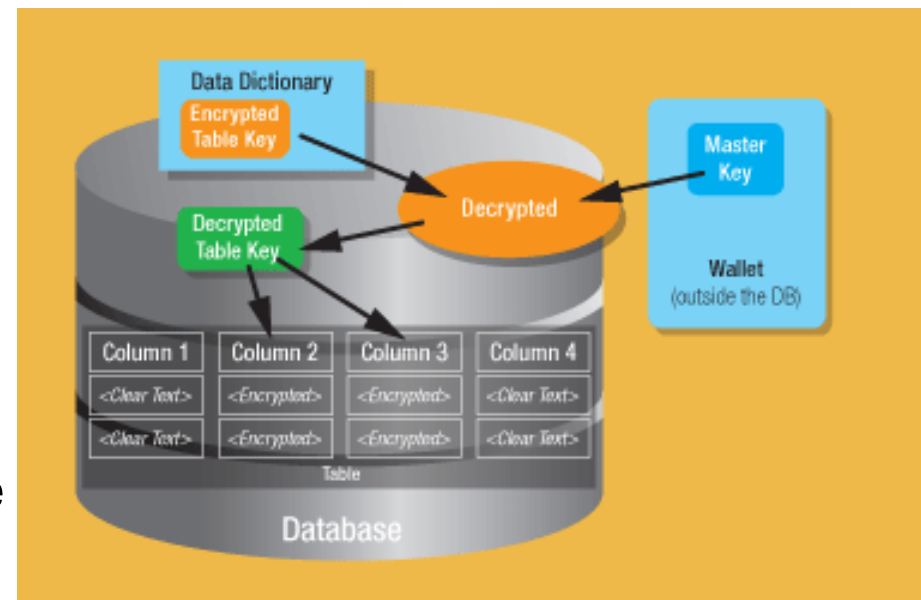 Data Dictionary
Encrypted
Table Key
Master
Key
Decrypted
Decrypted
Table Key
Wallet
(outside the DB)
Column 1 Column 2 Column 3 Column 4
<Clear Text> <Encrypted> <Encrypted> <Clear Text>
<Clear Text> <Encrypted> <Encrypted> <Clear Text>
Table
e
Database